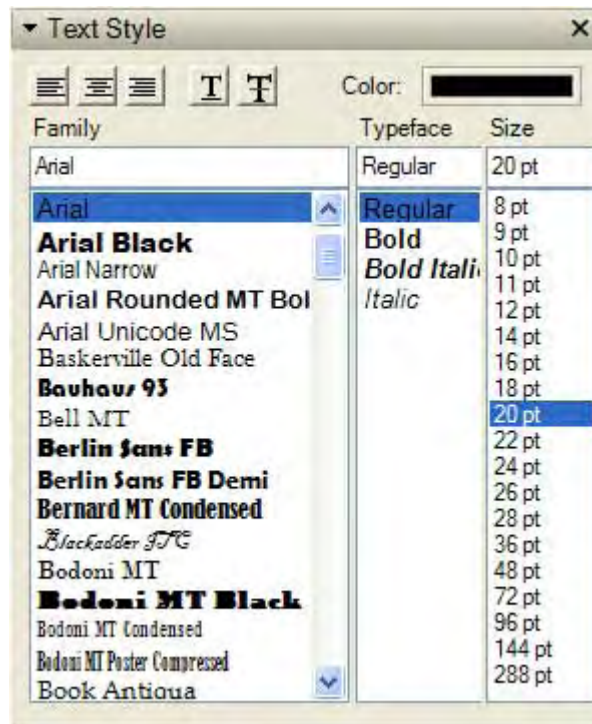 Text Style
Color:
Family
Typeface
Size
Arial
Regular
20 pt
Arial
Arial Black
Arial Narrow
Arial Rounded MT Bol
Arial Unicode MS
Baskerville Old Face
Bauhaus 93
Bell MT
Berlin Sans FB
Berlin Sans FB Demi
Bernard MT Condensed
Blackadder ITC
Bodoni MT
Bodoni MT Black
Bodoni MT Condensed
Bodoni MT Poster Compressed
Book Antiqua
Regular
Bold
Bold Itali
Italic
8 pt
9 pt
10 pt
11 pt
12 pt
14 pt
16 pt
18 pt
20 pt
22 pt
24 pt
26 pt
28 pt
36 pt
48 pt
72 pt
96 pt
144 pt
288 pt